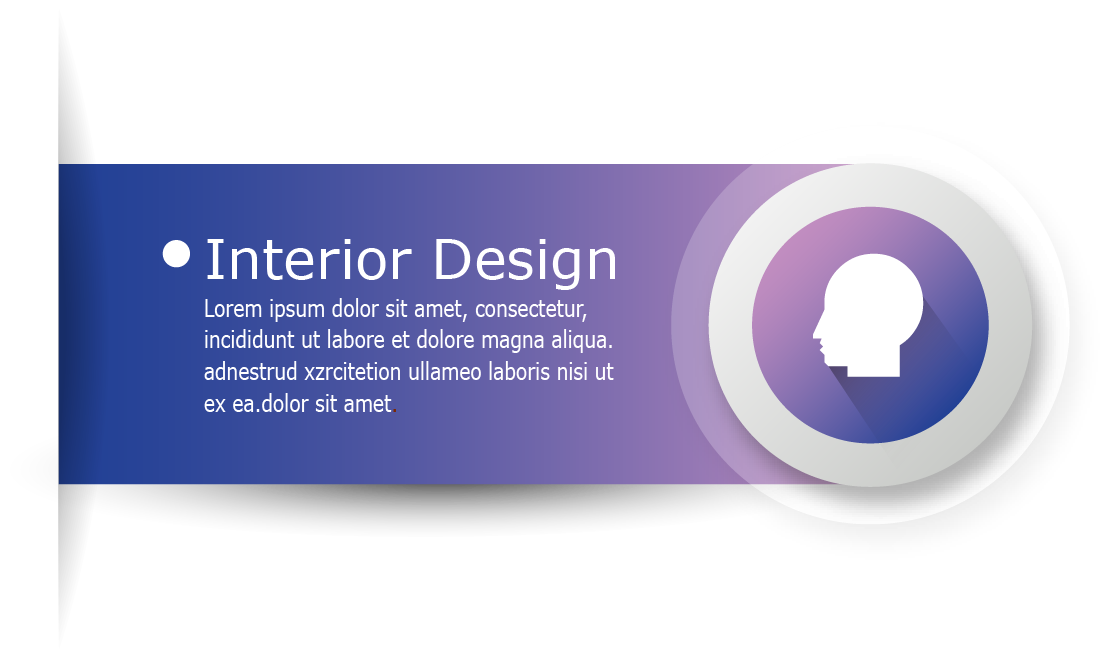 ● Interior Design
Lorem ipsum dolor sit amet, consectetur,
incididunt ut labore et dolore magna aliqua.
adnestrud xzrcitetion ullameo laboris nisi ut
ex ea.dolor sit amet.